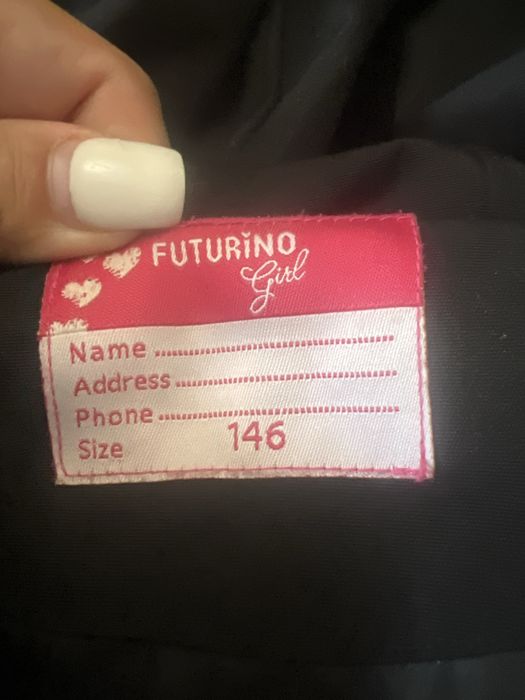 FUTURINO
Girl
Name ..........................................
Address ......................................
Phone ..........................................
Size 146